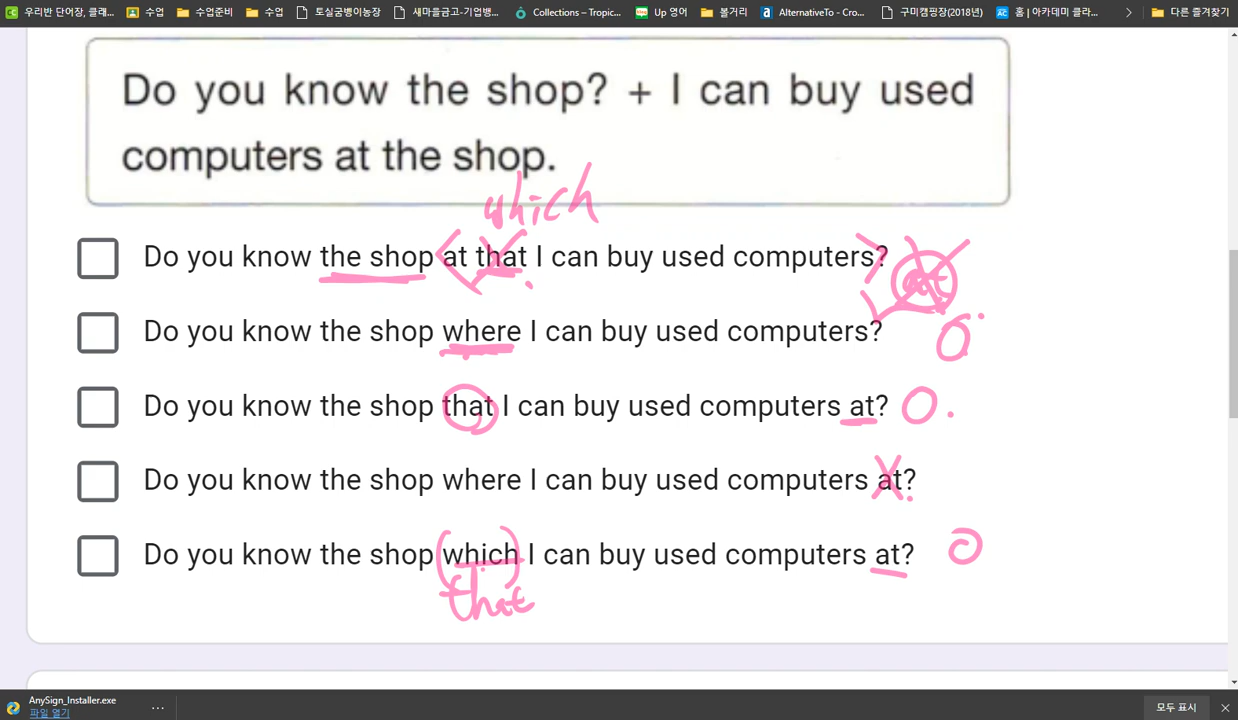 우리반 단어장, 클래... 수업 수업준비 수업 토실굼벵이농장 새마을금고-기업뱅... Collections – Tropic... Up 영어 볼거리 AlternativeTo - Cro... 구미캠핑장(2018년) 홈 | 아카데미 클라... 다른 즐겨찾기
Do you know the shop? + I can buy used
computers at the shop.
which
Do you know the shop at that I can buy used computers?
at
Do you know the shop where I can buy used computers?
Do you know the shop that I can buy used computers at?
Do you know the shop where I can buy used computers at?
Do you know the shop (which) I can buy used computers at?
that
AnySign_Installer.exe
파일 열기
모두 표시